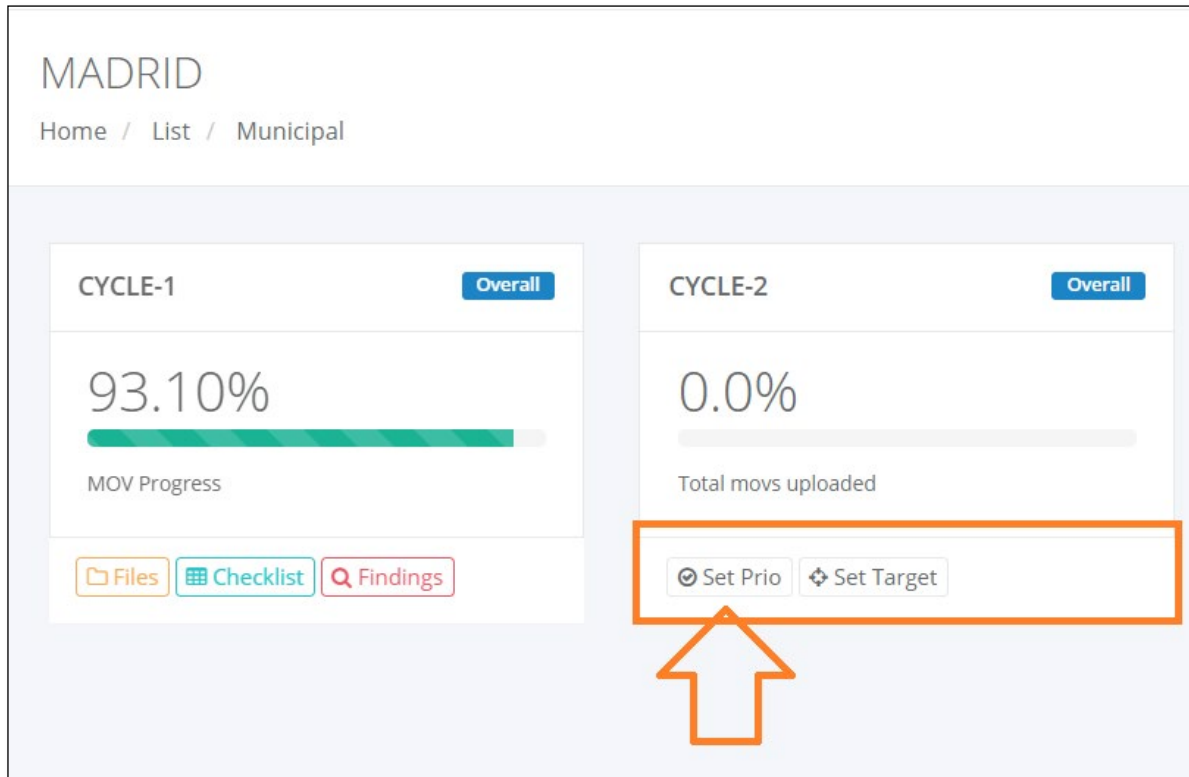 MADRID
Home / List / Municipal
CYCLE-1 Overall
93.10%
MOV Progress
Files Checklist Findings
CYCLE-2 Overall
0.0%
Total movs uploaded
Set Prio Set Target